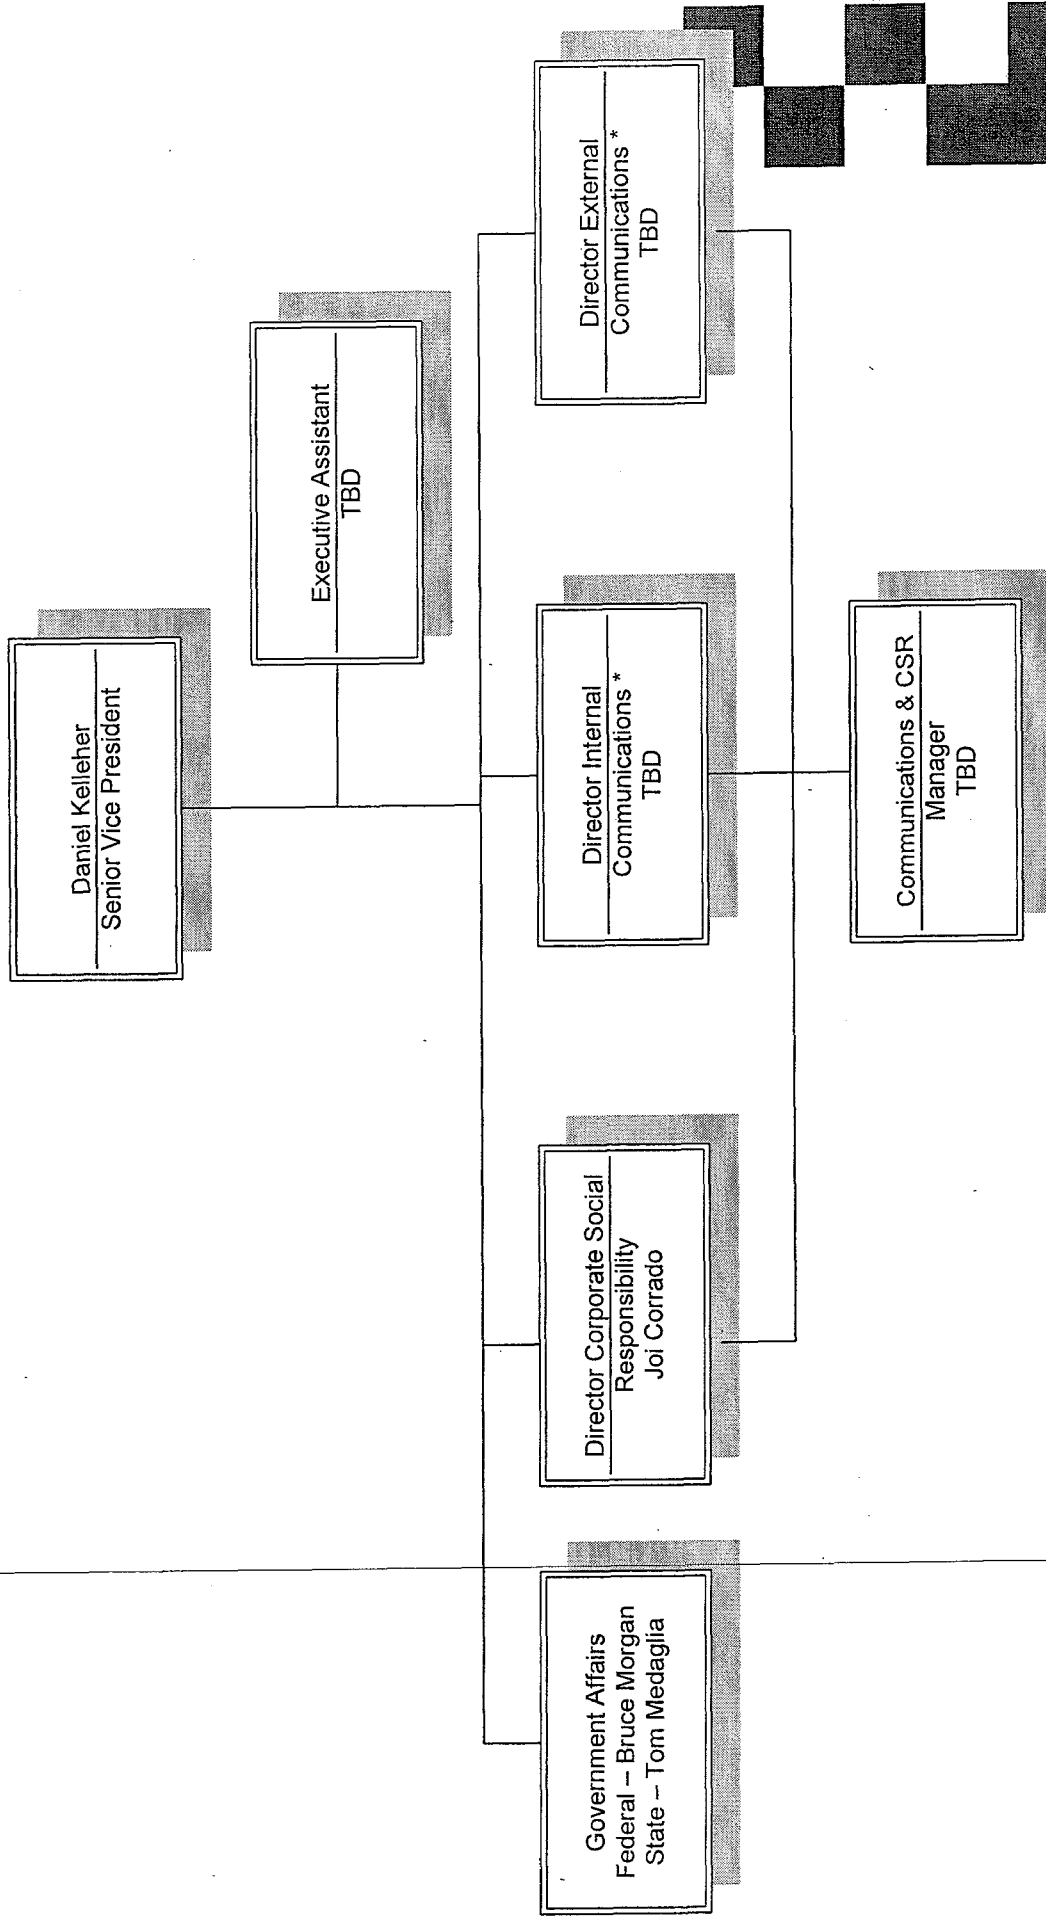 Daniel Kelleher
Senior Vice President
Executive Assistant
TBD
Government Affairs
Federal – Bruce Morgan
State – Tom Medaglia
Director Corporate Social
Responsibility
Joi Corrado
Director Internal
Communications *
TBD
Director External
Communications *
TBD
Communications & CSR
Manager
TBD